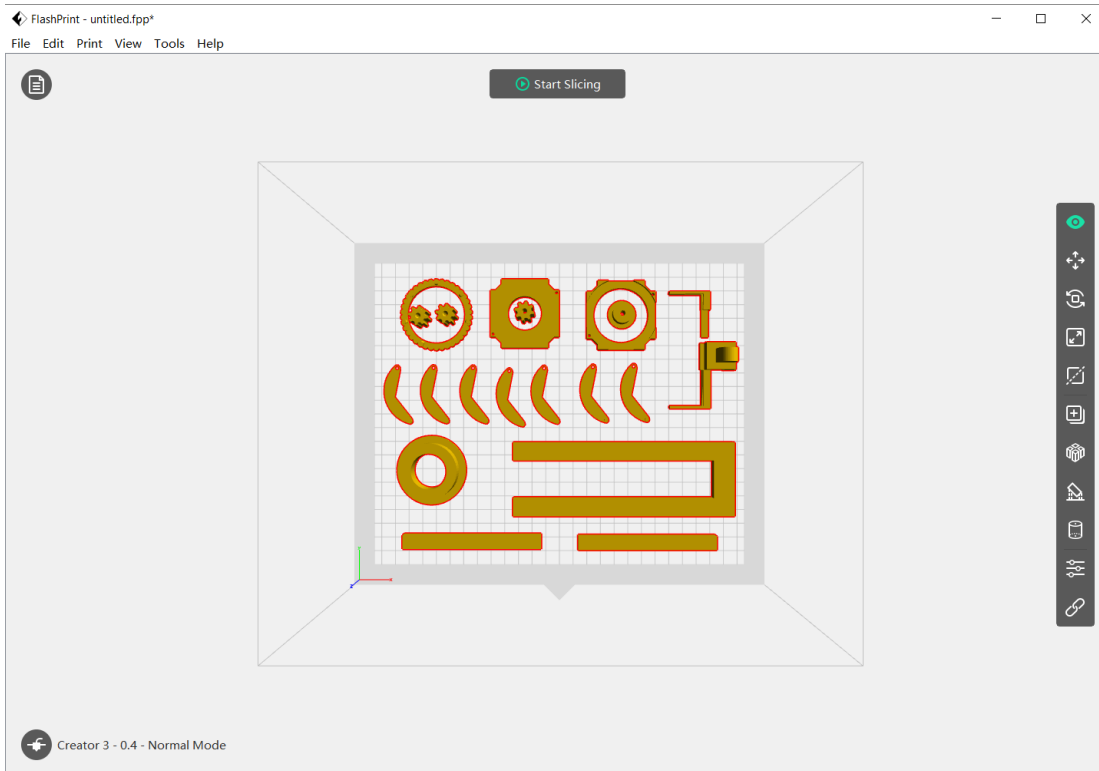 FlashPrint - untitled.fpp*
File Edit Print View Tools Help
Start Slicing
Creator 3 - 0.4 - Normal Mode